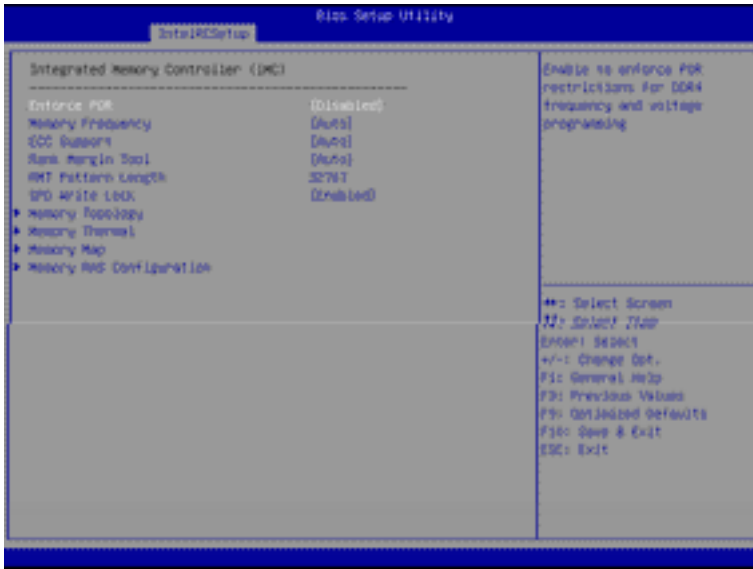 Bios Setup Utility
IntelRCSetup
Integrated Memory Controller (iMC)
Enforce POR [Disabled]
Memory Frequency [Auto]
ECC Support [Auto]
Rank Margin Tool [Auto]
RMT Pattern Length 32767
SPD Write Lock [Enabled]
Memory Topology
Memory Thermal
Memory Map
Memory RAS Configuration
Enable to enforce POR
restrictions for DDR4
frequency and voltage
programming
: Select Screen
: Select Item
Enter: Select
+/-: Change Opt.
F1: General Help
F3: Previous Values
F9: Optimized Defaults
F10: Save & Exit
ESC: Exit